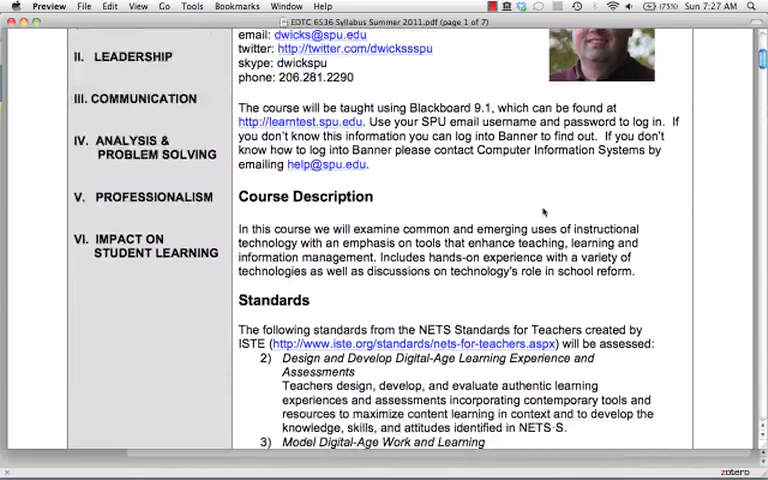 Preview File Edit View Go Tools Bookmarks Window Help
(75%) Sun 7:27 AM
EDTC 6536 Syllabus Summer 2011.pdf (page 1 of 7)
II. LEADERSHIP
III. COMMUNICATION
IV. ANALYSIS &
PROBLEM SOLVING
V. PROFESSIONALISM
VI. IMPACT ON
STUDENT LEARNING
email: dwicks@spu.edu
twitter: http://twitter.com/dwickssspu
skype: dwickspu
phone: 206.281.2290
The course will be taught using Blackboard 9.1, which can be found at
http://learntest.spu.edu. Use your SPU email username and password to log in. If
you don't know this information you can log into Banner to find out. If you don't
know how to log into Banner please contact Computer Information Systems by
emailing help@spu.edu.
Course Description
In this course we will examine common and emerging uses of instructional
technology with an emphasis on tools that enhance teaching, learning and
information management. Includes hands-on experience with a variety of
technologies as well as discussions on technology's role in school reform.
Standards
The following standards from the NETS Standards for Teachers created by
ISTE (http://www.iste.org/standards/nets-for-teachers.aspx) will be assessed:
2) Design and Develop Digital-Age Learning Experience and
Assessments
Teachers design, develop, and evaluate authentic learning
experiences and assessments incorporating contemporary tools and
resources to maximize content learning in context and to develop the
knowledge, skills, and attitudes identified in NETS·S.
3) Model Digital-Age Work and Learning
zotero